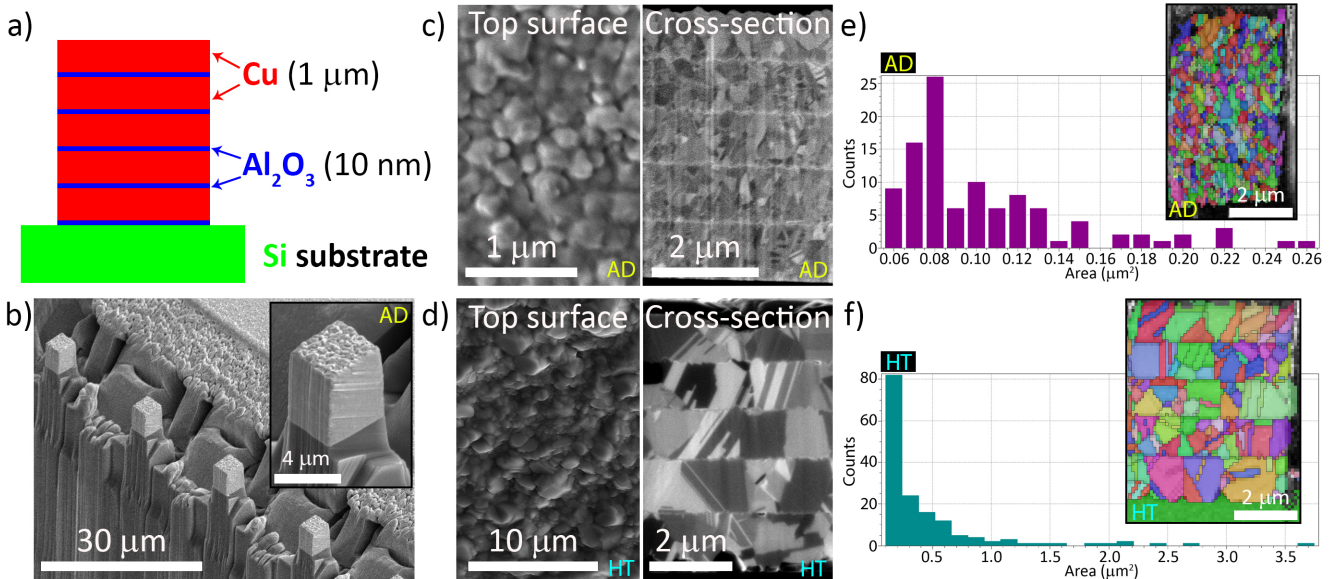 a)
Cu (1 μm)
Al₂O₃ (10 nm)
Si substrate
b)
AD
4 μm
30 μm
c)
Top surface
Cross-section
1 μm
AD
2 μm
AD
d)
Top surface
Cross-section
10 μm
HT
2 μm
HT
e)
AD
25
20
15
10
5
0
Counts
0.06 0.08 0.10 0.12 0.14 0.16 0.18 0.20 0.22 0.24 0.26
Area (μm²)
2 μm
AD
f)
HT
80
60
40
20
0
Counts
0.5 1.0 1.5 2.0 2.5 3.0 3.5
Area (μm²)
2 μm
HT